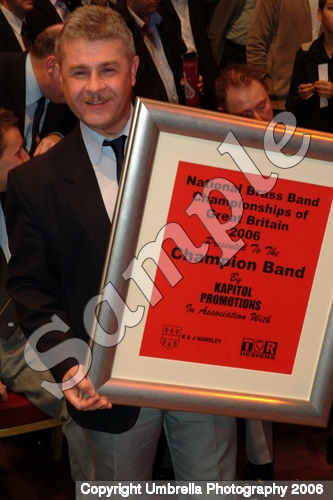 National Brass Band
Championships of
Great Britain
2006
Presented To The
Champion Band
By
KAPITOL
PROMOTIONS
In Association With
R & J HANDLEY
TOR
DESIGNS
Sample
Copyright Umbrella Photography 2006